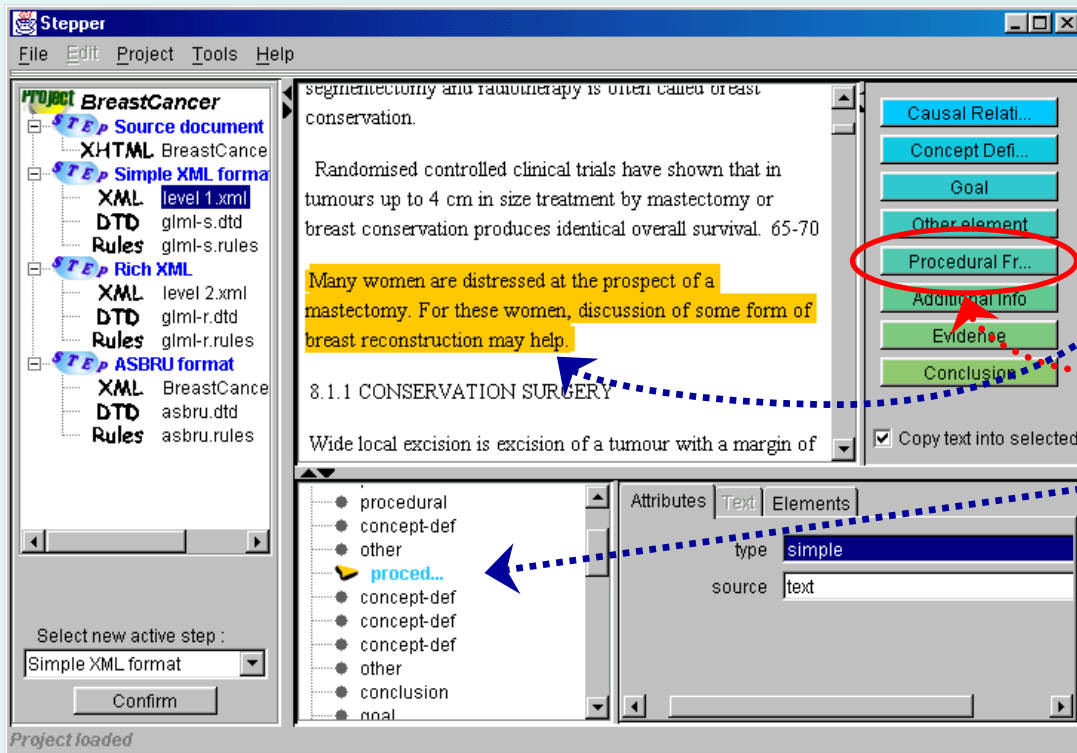 Stepper
File Edit Project Tools Help
Project BreastCancer
STEP Source document
XHTML BreastCance
STEP Simple XML forma
XML level 1.xml
DTD glml-s.dtd
Rules glml-s.rules
STEP Rich XML
XML level 2.xml
DTD glml-r.dtd
Rules glml-r.rules
STEP ASBRU format
XML BreastCance
DTD asbru.dtd
Rules asbru.rules
Select new active step :
Simple XML format
Confirm
segmentectomy and radiotherapy is often called breast
conservation.
Randomised controlled clinical trials have shown that in
tumours up to 4 cm in size treatment by mastectomy or
breast conservation produces identical overall survival. 65-70
Many women are distressed at the prospect of a
mastectomy. For these women, discussion of some form of
breast reconstruction may help.
8.1.1 CONSERVATION SURGERY
Wide local excision is excision of a tumour with a margin of
Causal Relati...
Concept Defi...
Goal
Other element
Procedural Fr...
Additional Info
Evidence
Conclusion
Copy text into selected
procedural
concept-def
other
proced...
concept-def
concept-def
concept-def
other
conclusion
goal
Attributes Text Elements
type simple
source text
Project loaded